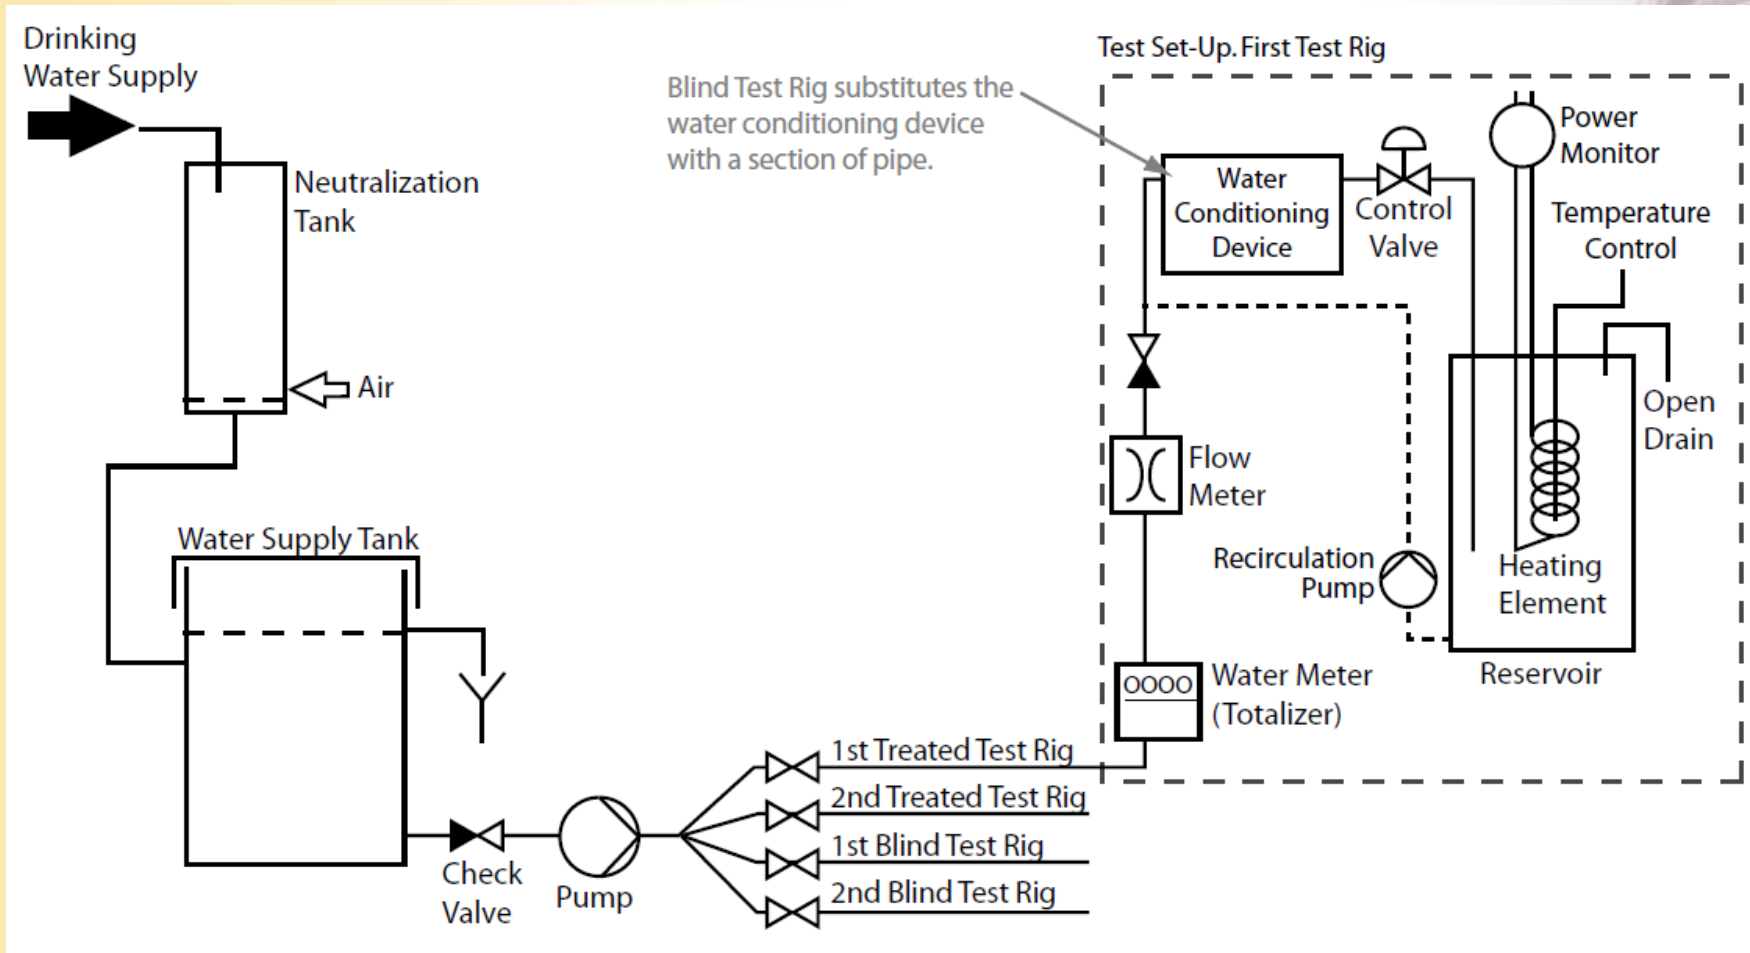 Drinking
Water Supply
Neutralization
Tank
Air
Water Supply Tank
Check
Valve
Pump
1st Treated Test Rig
2nd Treated Test Rig
1st Blind Test Rig
2nd Blind Test Rig
Blind Test Rig substitutes the
water conditioning device
with a section of pipe.
Test Set-Up. First Test Rig
Water
Conditioning
Device
Control
Valve
Power
Monitor
Temperature
Control
Open
Drain
Flow
Meter
Recirculation
Pump
Heating
Element
Reservoir
OOOO
Water Meter
(Totalizer)